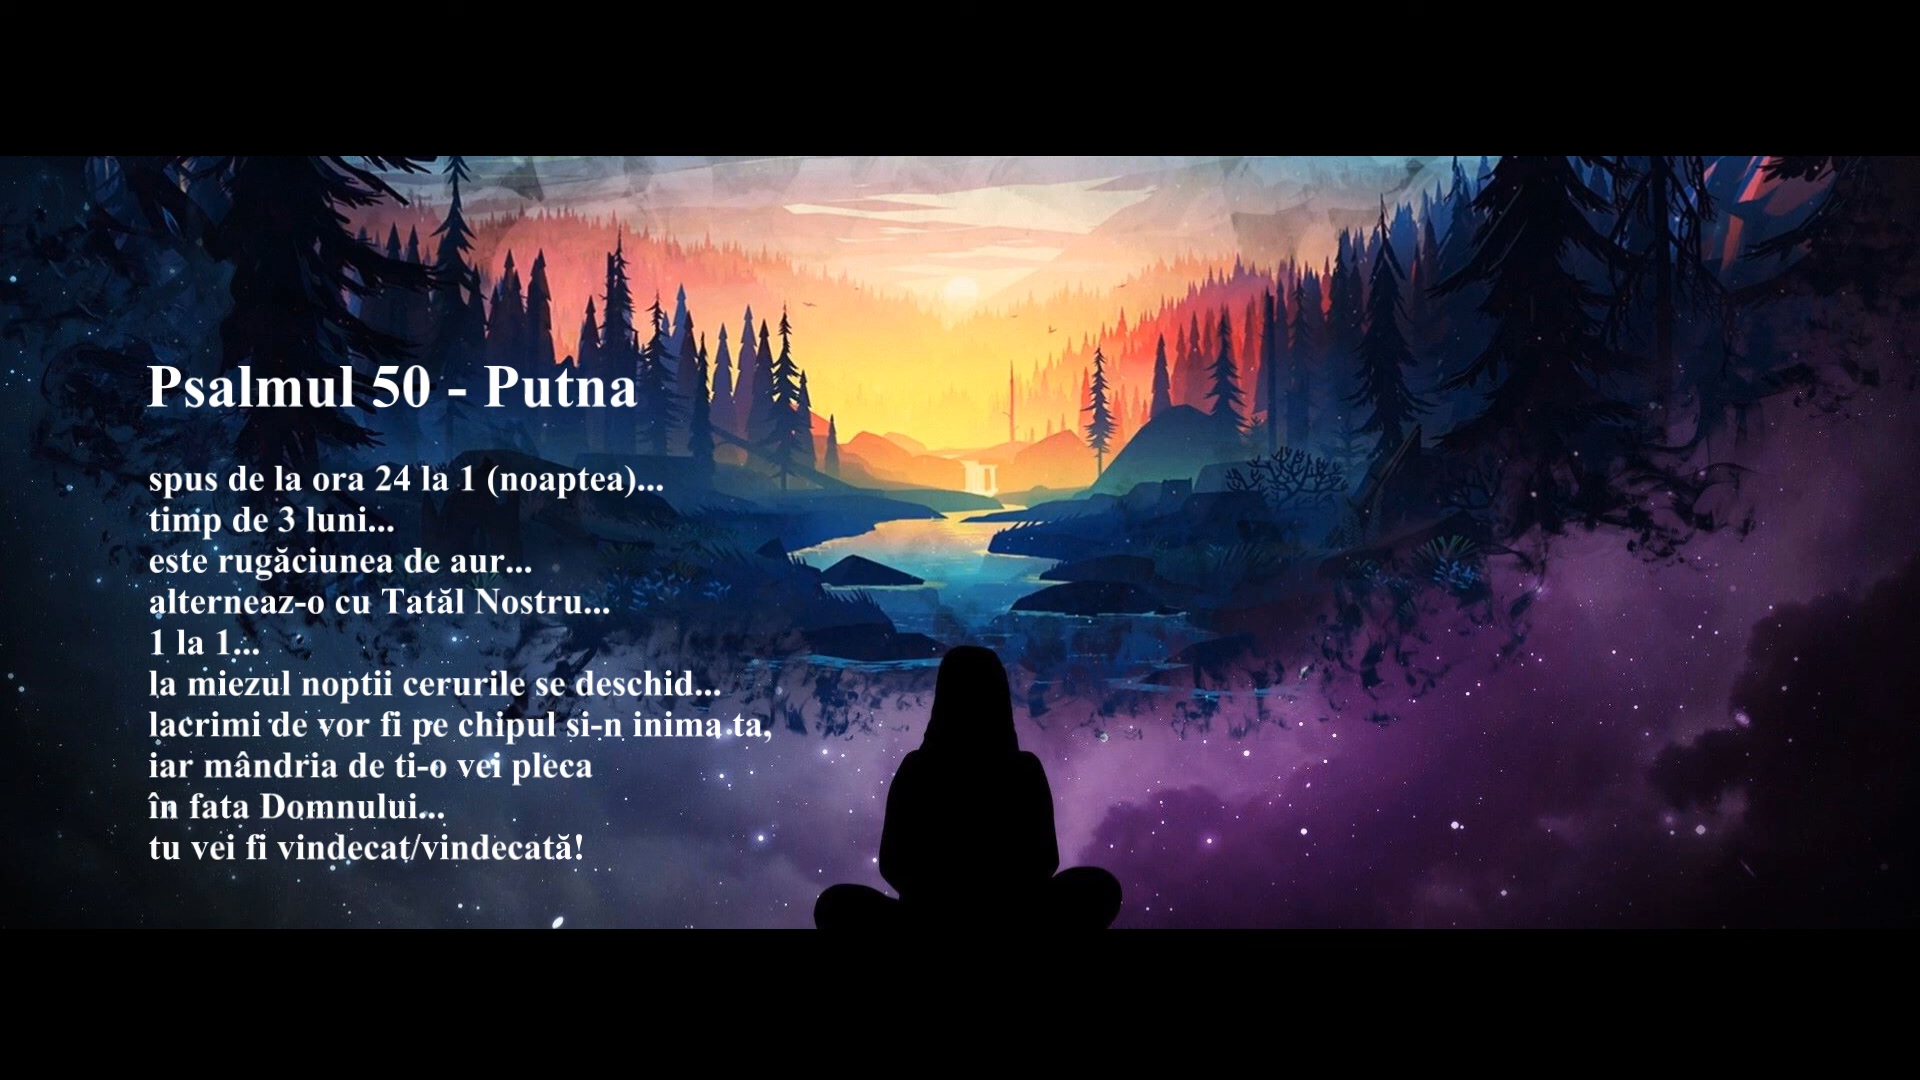 Psalmul 50 - Putna
spus de la ora 24 la 1 (noaptea)...
timp de 3 luni...
este rugăciunea de aur...
alterneaz-o cu Tatăl Nostru...
1 la 1...
la miezul noptii cerurile se deschid...
lacrimi de vor fi pe chipul si-n inima ta,
iar mândria de ti-o vei pleca
în fata Domnului...
tu vei fi vindecat/vindecată!